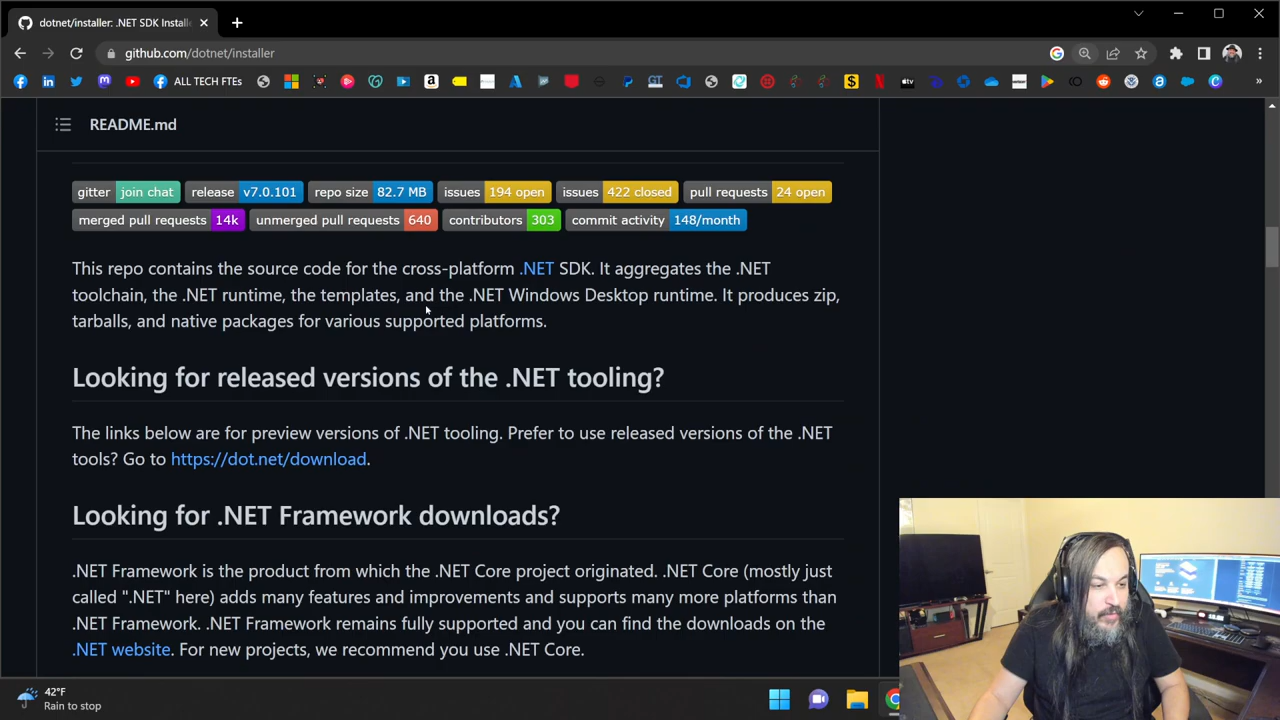 dotnet/installer: .NET SDK Install
github.com/dotnet/installer
ALL TECH FTEs
README.md
gitter join chat release v7.0.101 repo size 82.7 MB issues 194 open issues 422 closed pull requests 24 open
merged pull requests 14k unmerged pull requests 640 contributors 303 commit activity 148/month
This repo contains the source code for the cross-platform .NET SDK. It aggregates the .NET
toolchain, the .NET runtime, the templates, and the .NET Windows Desktop runtime. It produces zip,
tarballs, and native packages for various supported platforms.
Looking for released versions of the .NET tooling?
The links below are for preview versions of .NET tooling. Prefer to use released versions of the .NET
tools? Go to https://dot.net/download.
Looking for .NET Framework downloads?
.NET Framework is the product from which the .NET Core project originated. .NET Core (mostly just
called ".NET" here) adds many features and improvements and supports many more platforms than
.NET Framework. .NET Framework remains fully supported and you can find the downloads on the
.NET website. For new projects, we recommend you use .NET Core.
42°F
Rain to stop